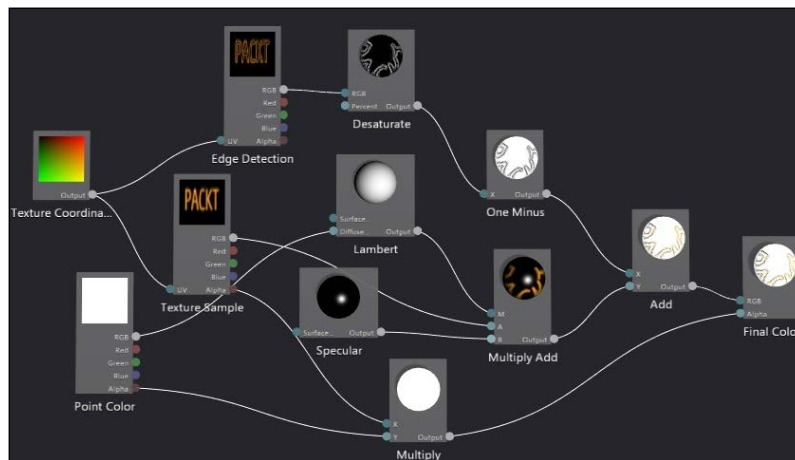 PACKT
RGB
Red
Green
Blue
UV Alpha
Edge Detection
RGB
Percent... Output
Desaturate
Output
Texture Coordina...
PACKT
RGB
Red
Green
Blue
UV Alpha
Texture Sample
Surface...
Diffuse... Output
Lambert
X Output
One Minus
Surface... Output
Specular
M
A
B Output
Multiply Add
X
Y Output
Add
RGB
Alpha
Final Colo
RGB
Red
Green
Blue
Alpha
Point Color
X
Y Output
Multiply